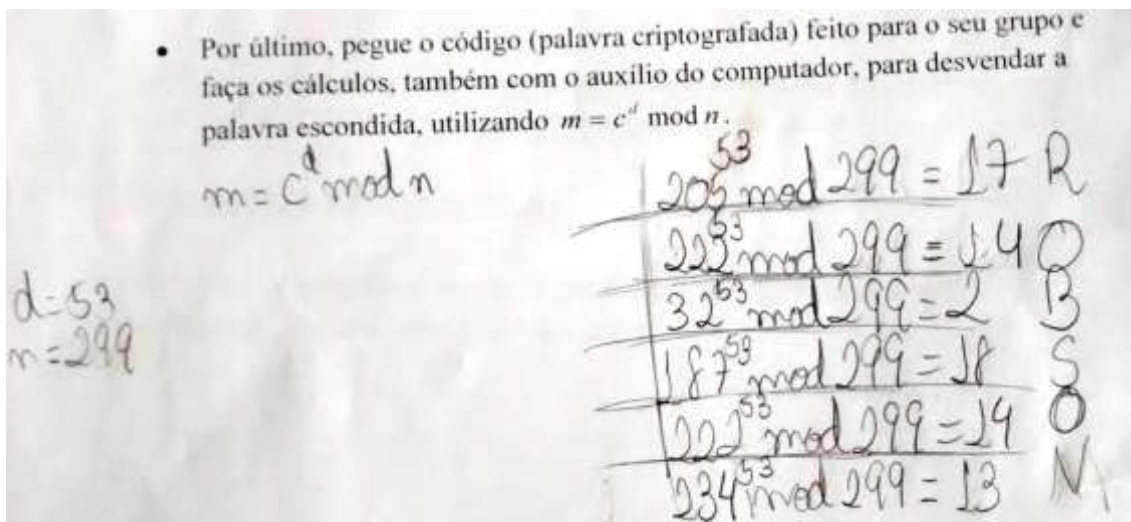 • Por último, pegue o código (palavra criptografada) feito para o seu grupo e
faça os cálculos, também com o auxílio do computador, para desvendar a
palavra escondida, utilizando m = c^d mod n.
m = C^d mod n
205^53 mod 299 = 17 R
222^53 mod 299 = 14 O
32^53 mod 299 = 2 B
187^53 mod 299 = 18 S
222^53 mod 299 = 14 O
234^53 mod 299 = 13 N
d = 53
n = 299